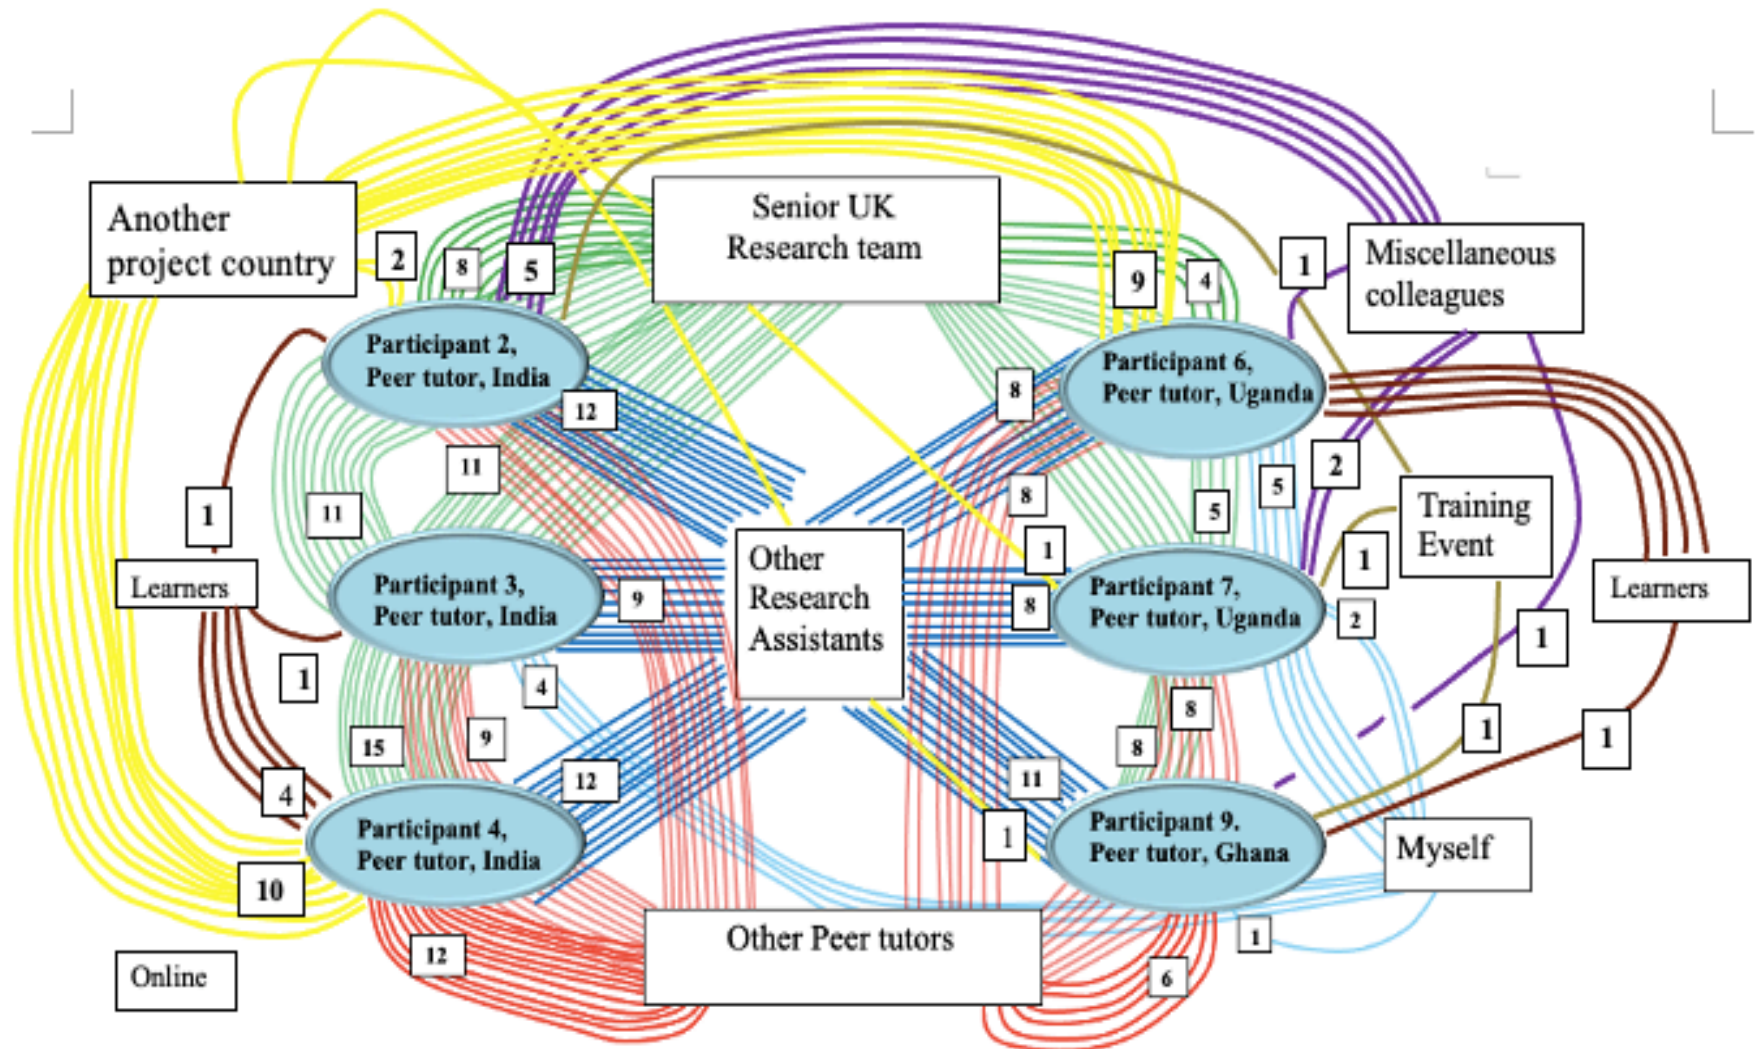 Another
project country
Senior UK
Research team
Miscellaneous
colleagues
2
8
5
9
4
1
Participant 2,
Peer tutor, India
Participant 6,
Peer tutor, Uganda
12
8
11
8
5
2
1
11
5
Training
Event
Learners
Other
Research
Assistants
1
1
Learners
Participant 3,
Peer tutor, India
9
8
Participant 7,
Peer tutor, Uganda
2
1
1
4
15
9
8
8
1
1
4
12
11
Participant 4,
Peer tutor, India
1
Participant 9.
Peer tutor, Ghana
Myself
10
Other Peer tutors
1
12
6
Online